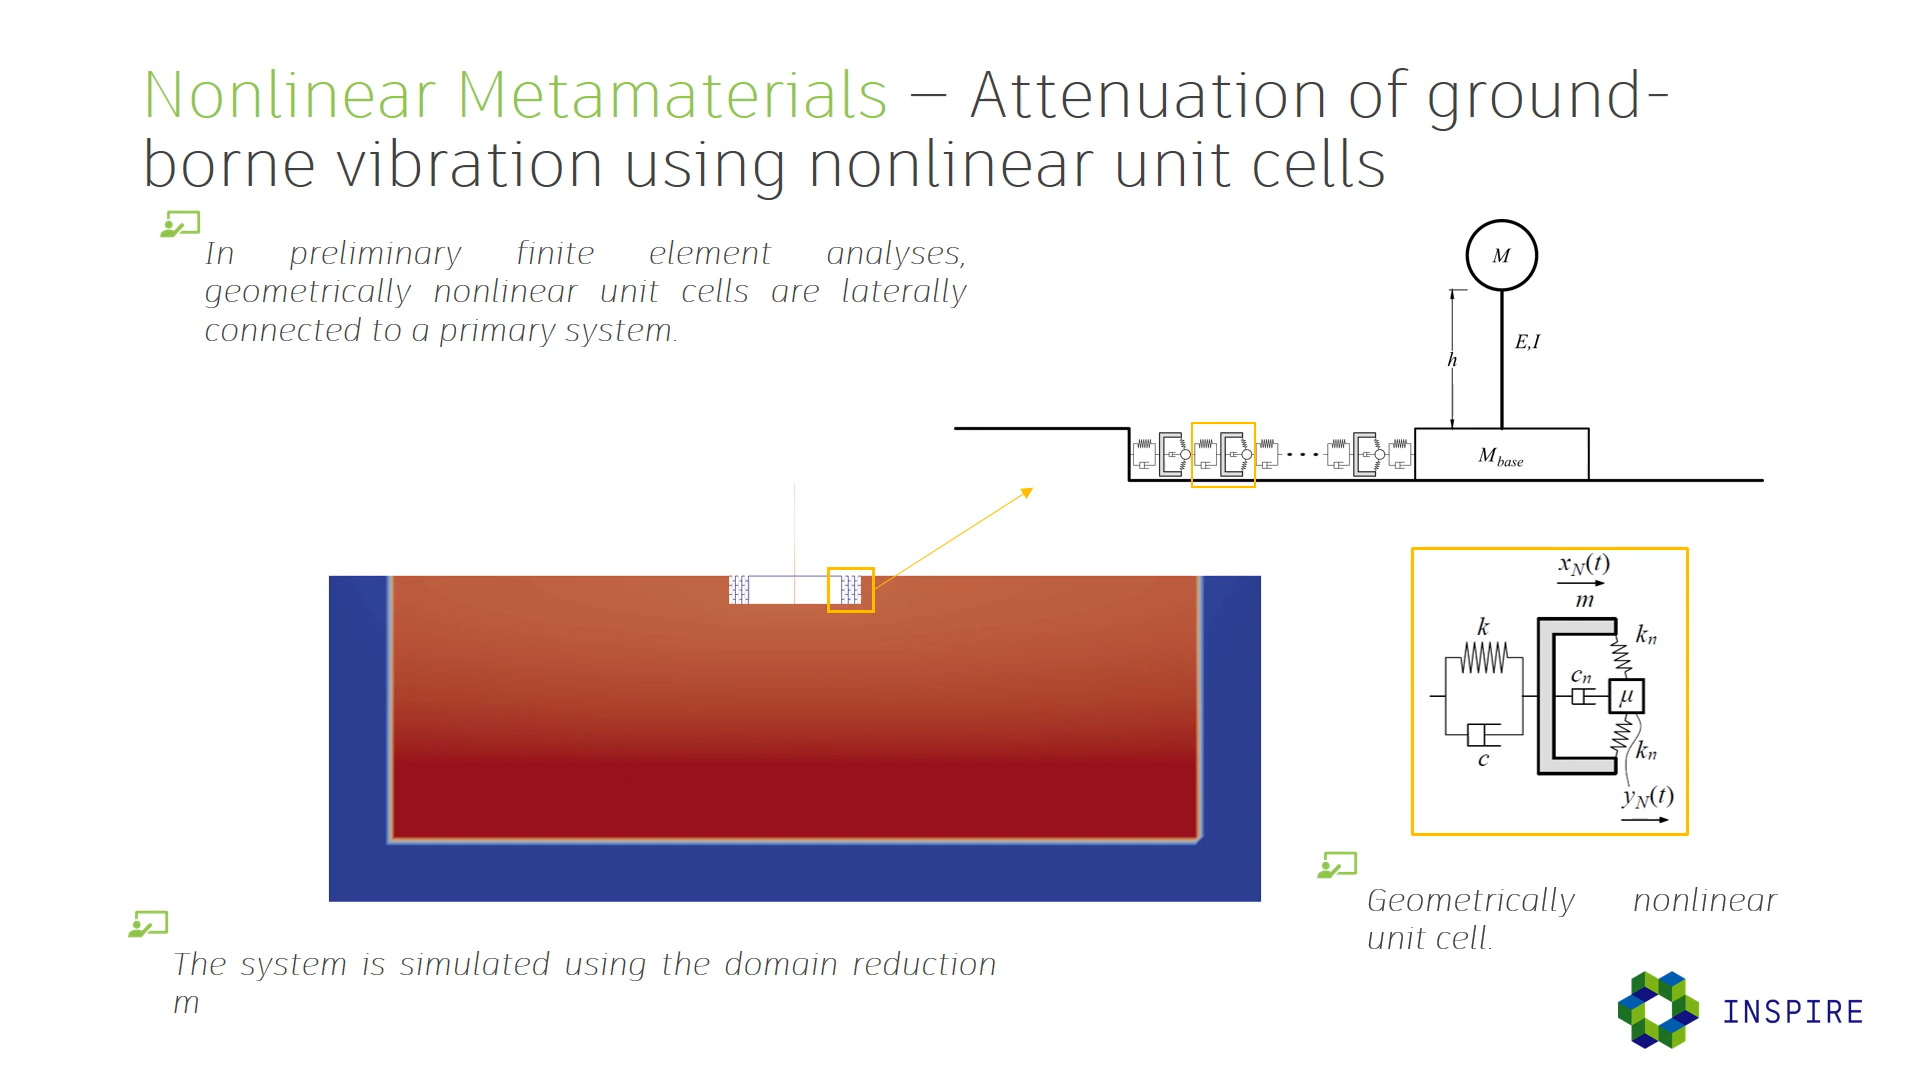 Nonlinear Metamaterials – Attenuation of ground-
borne vibration using nonlinear unit cells
In preliminary finite element analyses,
geometrically nonlinear unit cells are laterally
connected to a primary system.
M
h
E,I
M_base
x_N(t)
m
k
k_n
c_n
μ
c
k_n
y_N(t)
Geometrically nonlinear
unit cell.
The system is simulated using the domain reduction
m
INSPIRE